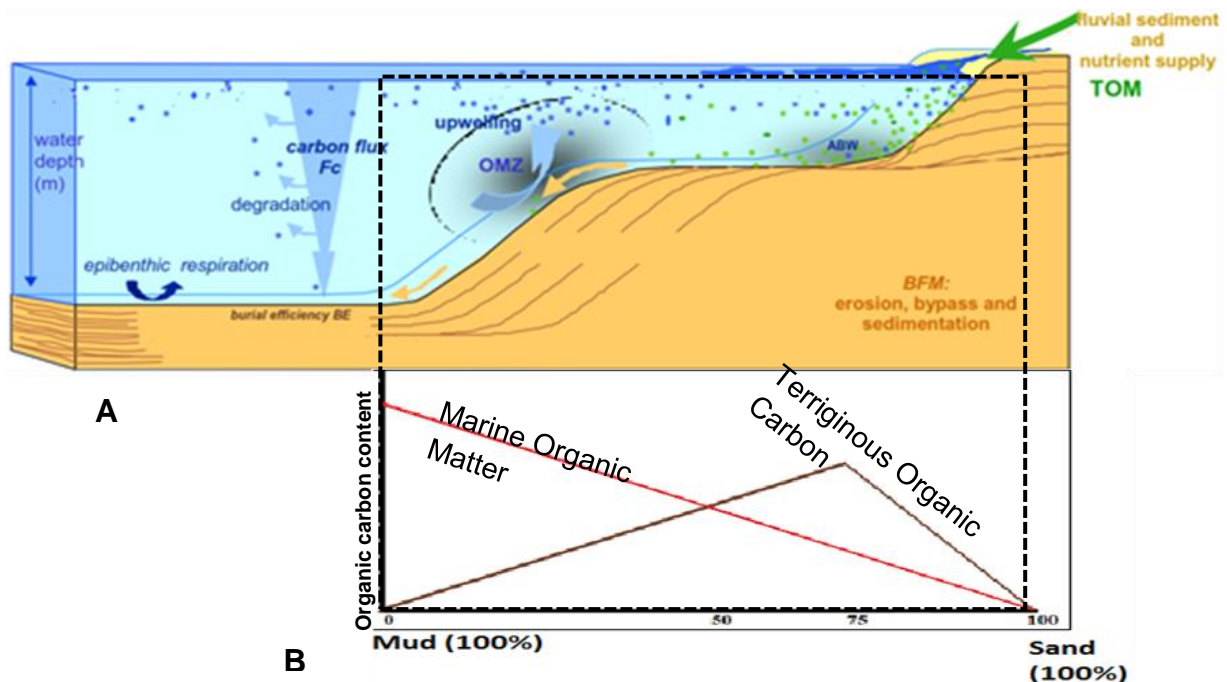 fluvial sediment
and
nutrient supply
TOM
water
depth
(m)
upwelling
carbon flux
Fc
OMZ
ABW
degradation
epibenthic respiration
burial efficiency BE
BFM:
erosion, bypass and
sedimentation
A
Organic carbon content
Marine Organic
Matter
Terriginous Organic
Carbon
0
50
75
100
Mud (100%)
Sand
(100%)
B